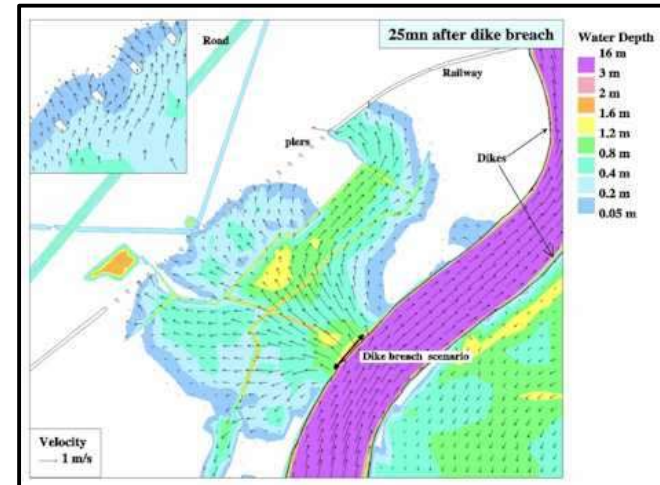 25mn after dike breach
Road
Railway
piers
Dikes
Dike breach scenario
Velocity
1 m/s
Water Depth
16 m
3 m
2 m
1.6 m
1.2 m
0.8 m
0.4 m
0.2 m
0.05 m